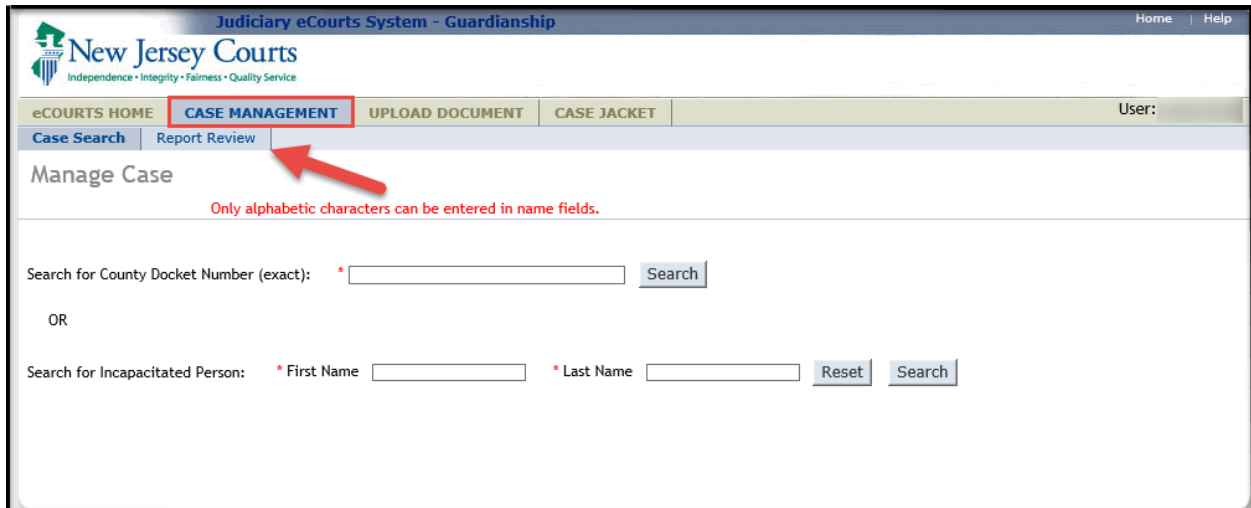 Judiciary eCourts System - Guardianship
Home | Help
New Jersey Courts
Independence • Integrity • Fairness • Quality Service
eCOURTS HOME CASE MANAGEMENT UPLOAD DOCUMENT CASE JACKET User:
Case Search Report Review
Manage Case
Only alphabetic characters can be entered in name fields.
Search for County Docket Number (exact): * Search
OR
Search for Incapacitated Person: * First Name * Last Name Reset Search